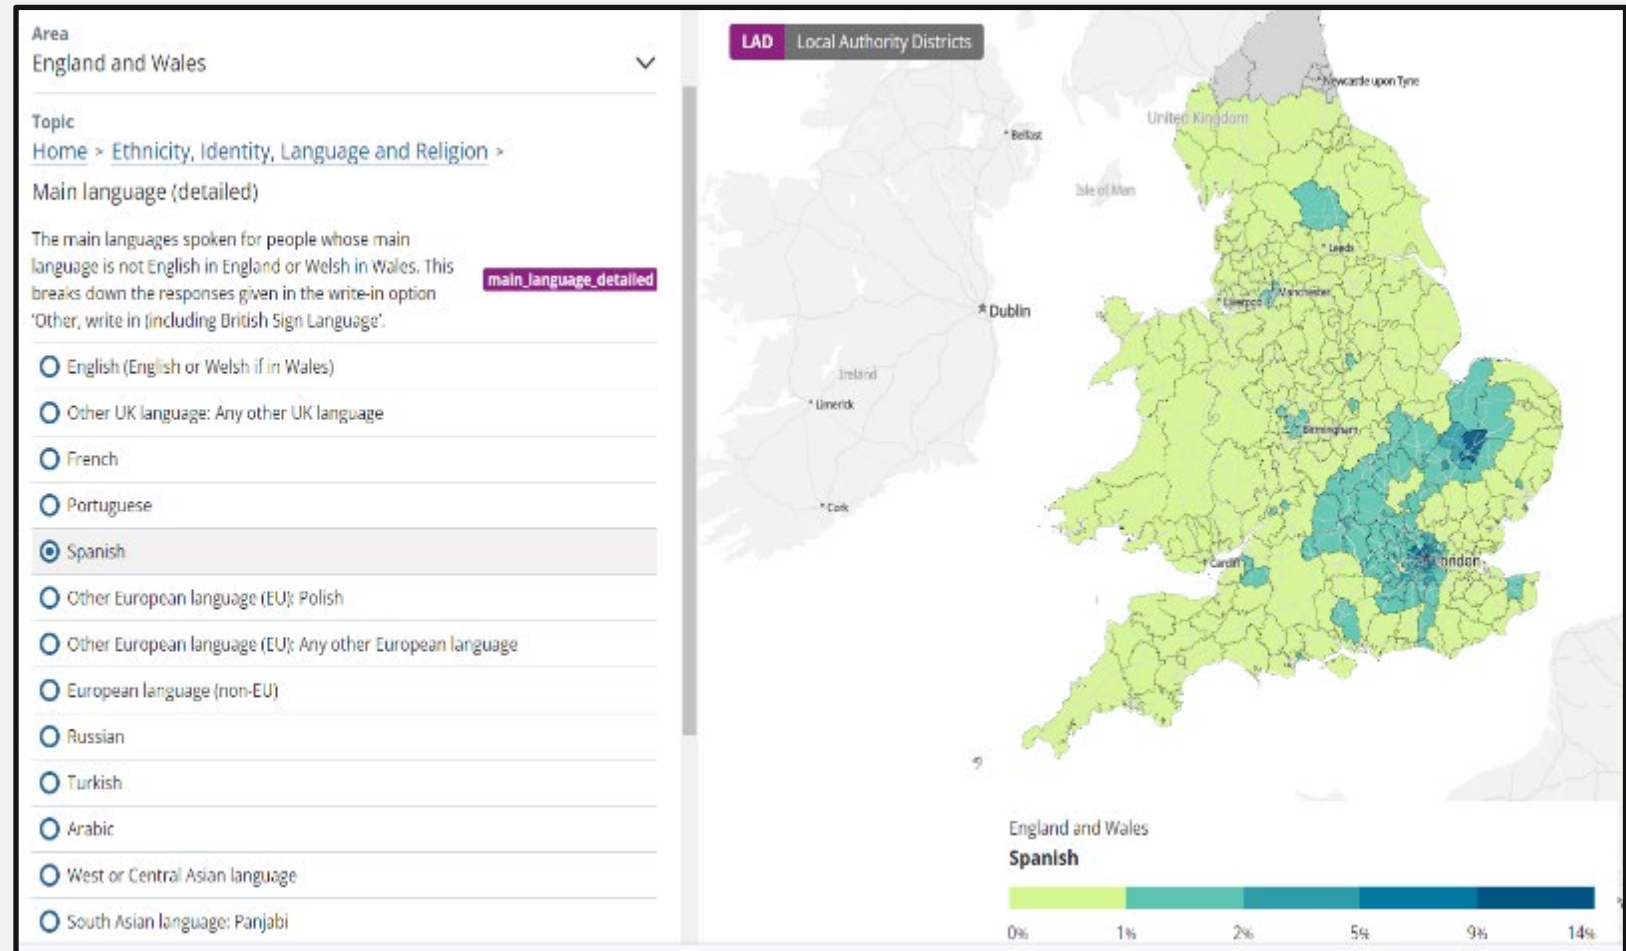 Area
England and Wales
Topic
Home > Ethnicity, Identity, Language and Religion >
Main language (detailed)
The main languages spoken for people whose main
language is not English in England or Welsh in Wales. This
breaks down the responses given in the write-in option
'Other, write in (including British Sign Language'.
main_language_detailed
English (English or Welsh if in Wales)
Other UK language: Any other UK language
French
Portuguese
Spanish
Other European language (EU): Polish
Other European language (EU): Any other European language
European language (non-EU)
Russian
Turkish
Arabic
West or Central Asian language
South Asian language: Panjabi
LAD Local Authority Districts
Newcastle upon Tyne
United Kingdom
Belfast
Isle of Man
Leeds
Manchester
Liverpool
Dublin
Ireland
Limerick
Birmingham
Cork
Cardiff
London
England and Wales
Spanish
0% 1% 2% 5% 9% 14%